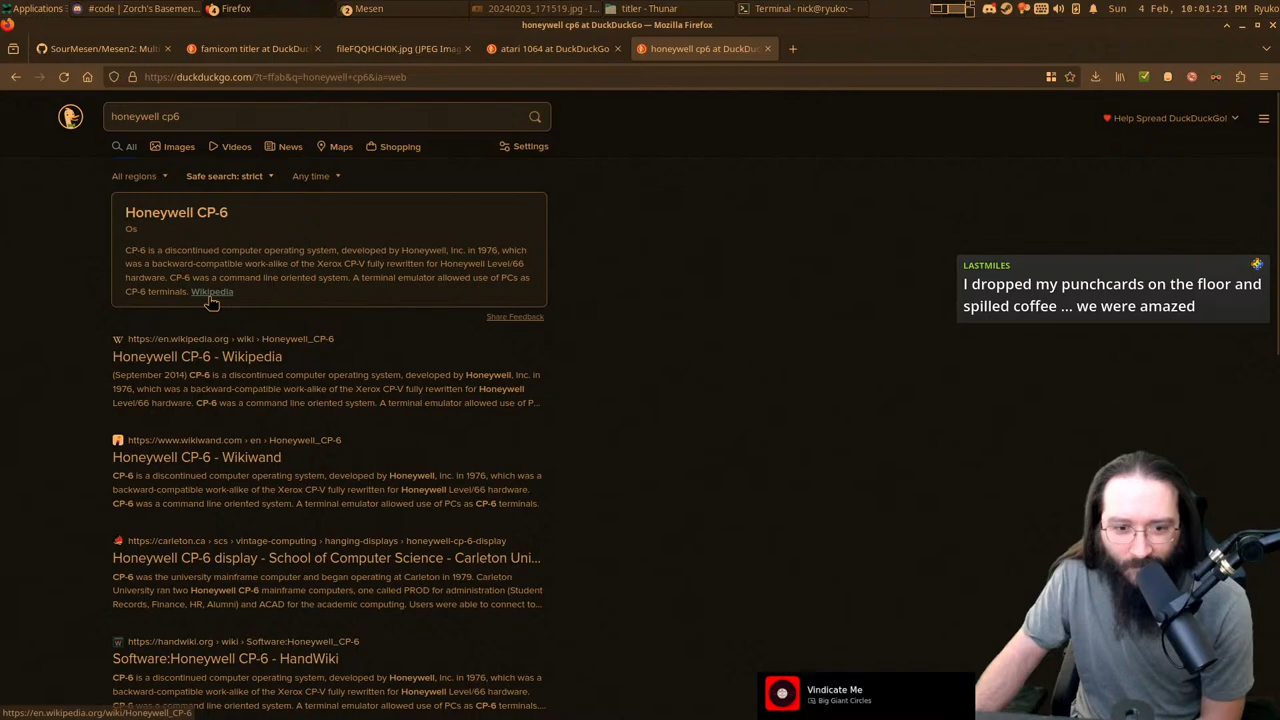 Applications
#code | Zorch's Basemen...
4
Firefox
2
Mesen
20240203_171519.jpg - ...
titler - Thunar
Terminal - nick@ryuko:~
Sun 4 Feb, 10:01:21 PM
Ryuko
honeywell cp6 at DuckDuckGo — Mozilla Firefox
SourMesen/Mesen2: Mult
famicom titler at DuckDuc
fileFQQHCH0K.jpg (JPEG Imag
atari 1064 at DuckDuckGo
honeywell cp6 at DuckDu
https://duckduckgo.com/?t=ffab&q=honeywell+cp6&ia=web
honeywell cp6
Help Spread DuckDuckGo!
All
Images
Videos
News
Maps
Shopping
Settings
All regions
Safe search: strict
Any time
Honeywell CP-6
Os
CP-6 is a discontinued computer operating system, developed by Honeywell, Inc. in 1976, which
was a backward-compatible work-alike of the Xerox CP-V fully rewritten for Honeywell Level/66
hardware. CP-6 was a command line oriented system. A terminal emulator allowed use of PCs as
CP-6 terminals. Wikipedia
Share Feedback
LASTMILES
I dropped my punchcards on the floor and
spilled coffee ... we were amazed
W https://en.wikipedia.org › wiki › Honeywell_CP-6
Honeywell CP-6 - Wikipedia
(September 2014) CP-6 is a discontinued computer operating system, developed by Honeywell, Inc. in
1976, which was a backward-compatible work-alike of the Xerox CP-V fully rewritten for Honeywell
Level/66 hardware. CP-6 was a command line oriented system. A terminal emulator allowed use of P...
https://www.wikiwand.com › en › Honeywell_CP-6
Honeywell CP-6 - Wikiwand
CP-6 is a discontinued computer operating system, developed by Honeywell, Inc. in 1976, which was a
backward-compatible work-alike of the Xerox CP-V fully rewritten for Honeywell Level/66 hardware.
CP-6 was a command line oriented system. A terminal emulator allowed use of PCs as CP-6 terminals.
https://carleton.ca › scs › vintage-computing › hanging-displays › honeywell-cp-6-display
Honeywell CP-6 display - School of Computer Science - Carleton Uni...
CP-6 was the university mainframe computer and began operating at Carleton in 1979. Carleton
University ran two Honeywell CP-6 mainframe computers, one called PROD for administration (Student
Records, Finance, HR, Alumni) and ACAD for the academic computing. Users were able to connect to...
W https://handwiki.org › wiki › Software:Honeywell_CP-6
Software:Honeywell CP-6 - HandWiki
CP-6 is a discontinued computer operating system, developed by Honeywell, Inc. in 1976, which was a
backward-compatible work-alike of the Xerox CP-V fully rewritten for Honeywell Level/66 hardware.
CP-6 was a command line oriented system. A terminal emulator allowed use of PCs as CP-6 terminals.
Vindicate Me
Big Giant Circles
https://en.wikipedia.org/wiki/Honeywell_CP-6